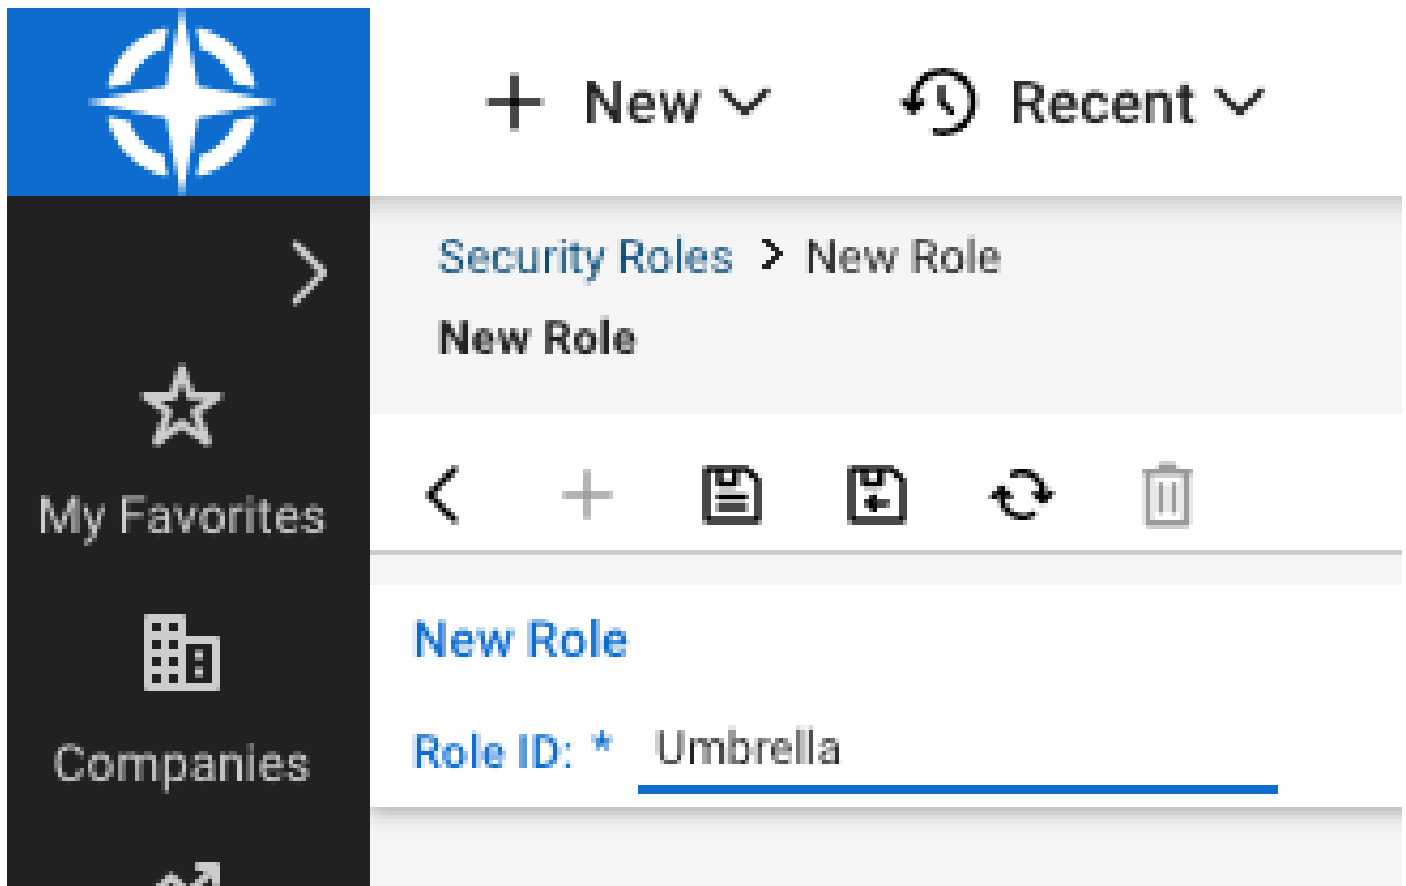 New
Recent
Security Roles > New Role
New Role
My Favorites
New Role
Role ID: * Umbrella
Companies